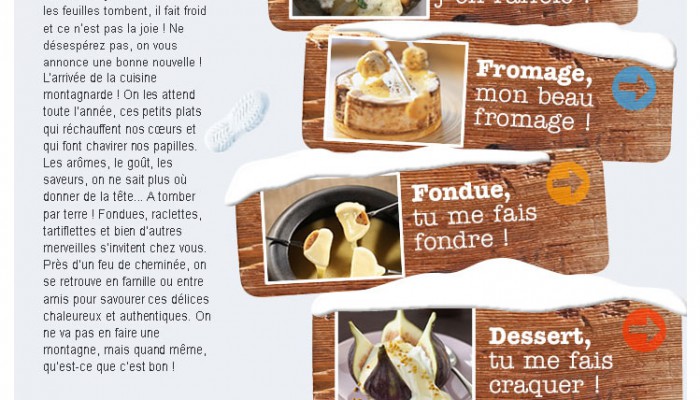 les feuilles tombent, il fait froid
et ce n'est pas la joie ! Ne
désespérez pas, on vous
annonce une bonne nouvelle !
L'arrivée de la cuisine
montagnarde ! On les attend
toute l'année, ces petits plats
qui réchauffent nos cœurs et
qui font chavirer nos papilles.
Les arômes, le goût, les
saveurs, on ne sait plus où
donner de la tête... A tomber
par terre ! Fondues, raclettes,
tartiflettes et bien d'autres
merveilles s'invitent chez vous.
Près d'un feu de cheminée, on
se retrouve en famille ou entre
amis pour savourer ces délices
chaleureux et authentiques. On
ne va pas en faire une
montagne, mais quand même,
qu'est-ce que c'est bon !
Fromage,
mon beau
fromage !
Fondue,
tu me fais
fondre !
Dessert,
tu me fais
craquer !